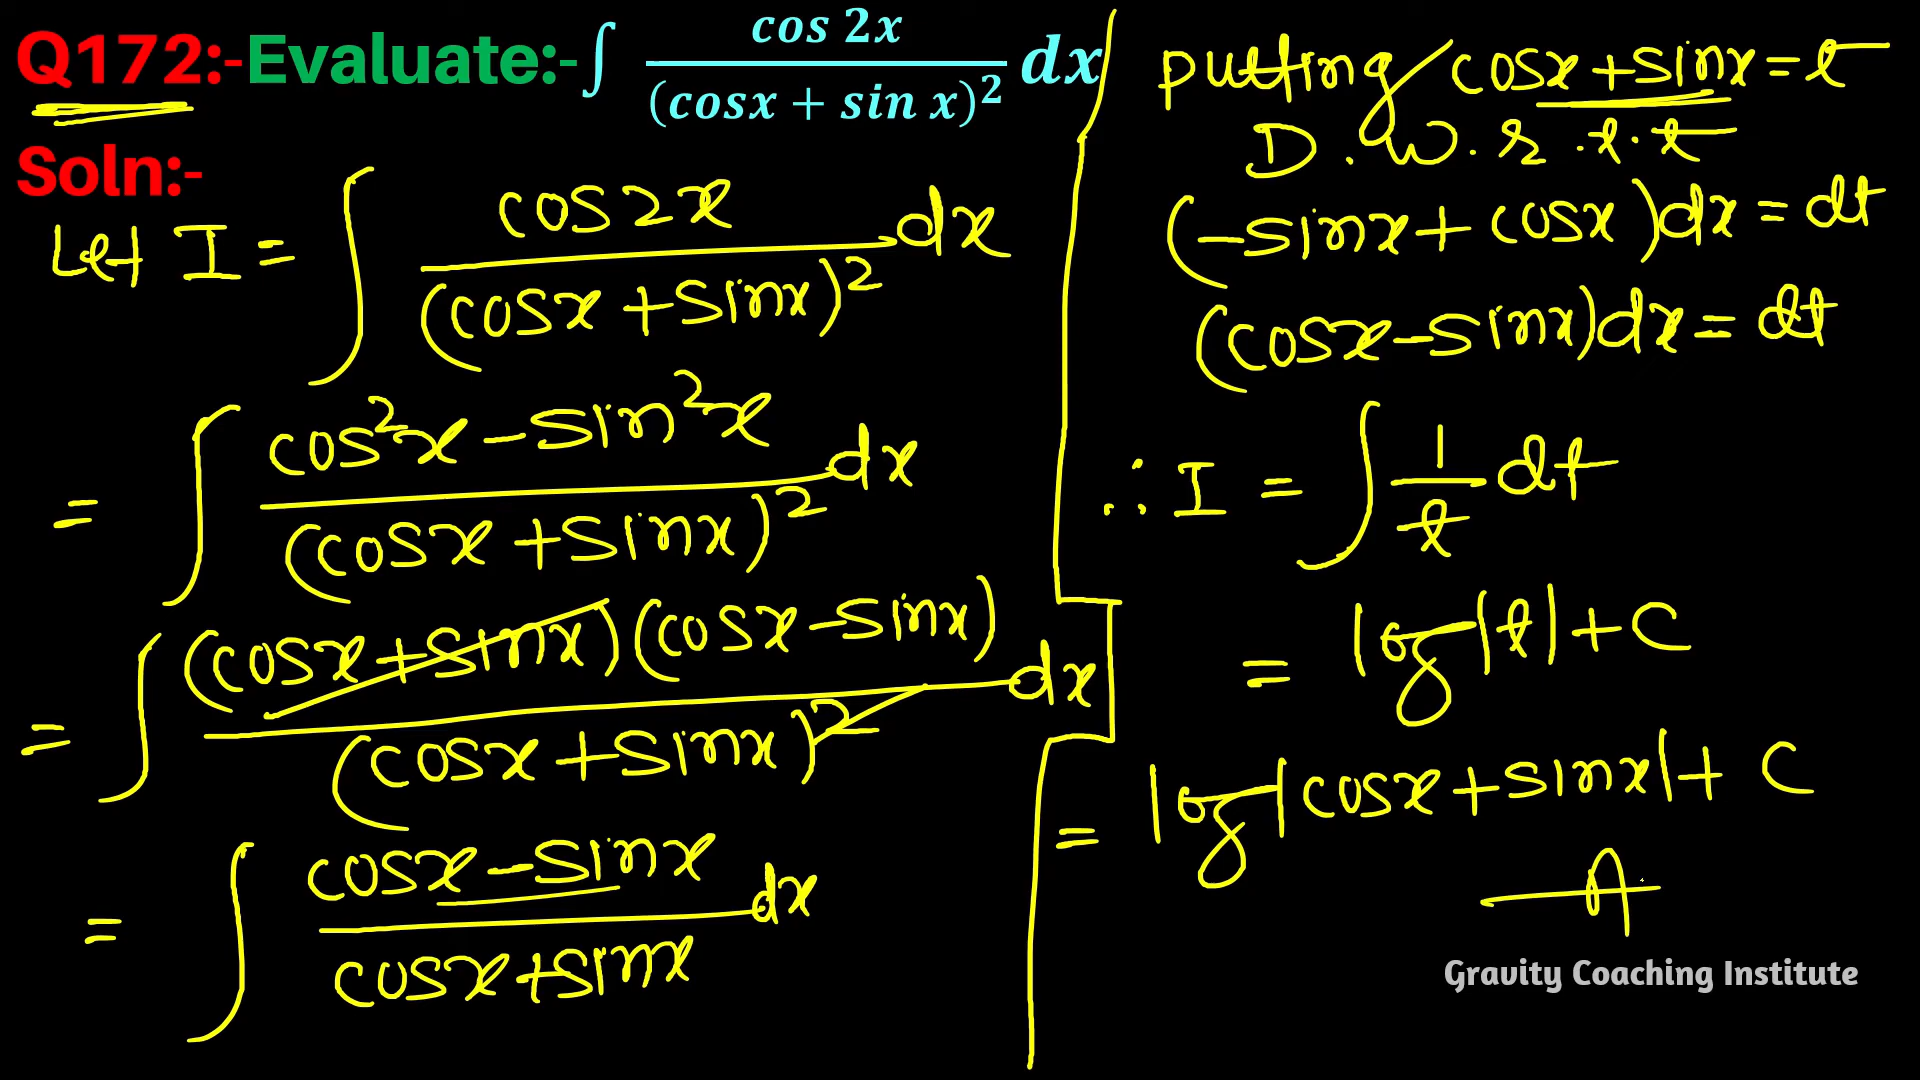 Q172:-Evaluate:-∫ cos 2x / (cosx + sin x)² dx
Soln:-
Let I = ∫ cos2x / (cosx + sinx)² dx
= ∫ cos²x - sin²x / (cosx + sinx)² dx
= ∫ (cosx + sinx)(cosx - sinx) / (cosx + sinx)² dx
= ∫ cosx - sinx / cosx + sinx dx
putting cosx + sinx = t
D. W. r. t. t
(-sinx + cosx)dx = dt
(cosx - sinx)dx = dt
∴ I = ∫ 1/t dt
= log|t| + C
= log|cosx + sinx| + C
A
Gravity Coaching Institute